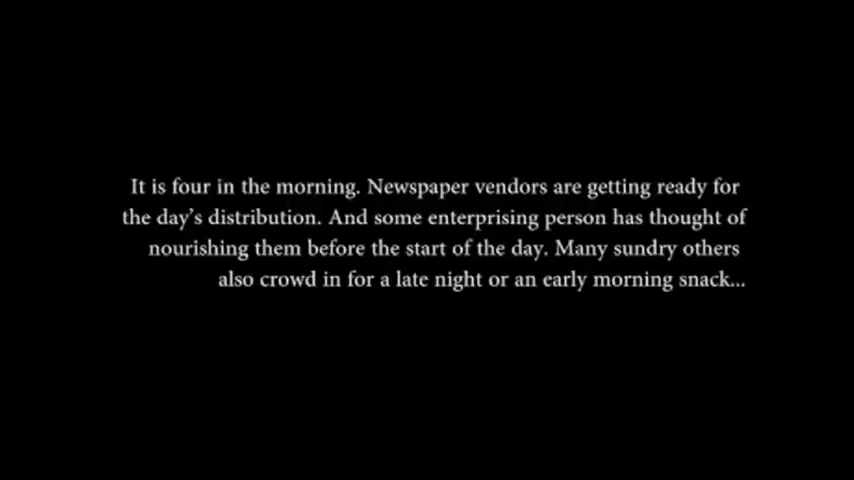 It is four in the morning. Newspaper vendors are getting ready for
the day’s distribution. And some enterprising person has thought of
nourishing them before the start of the day. Many sundry others
also crowd in for a late night or an early morning snack...